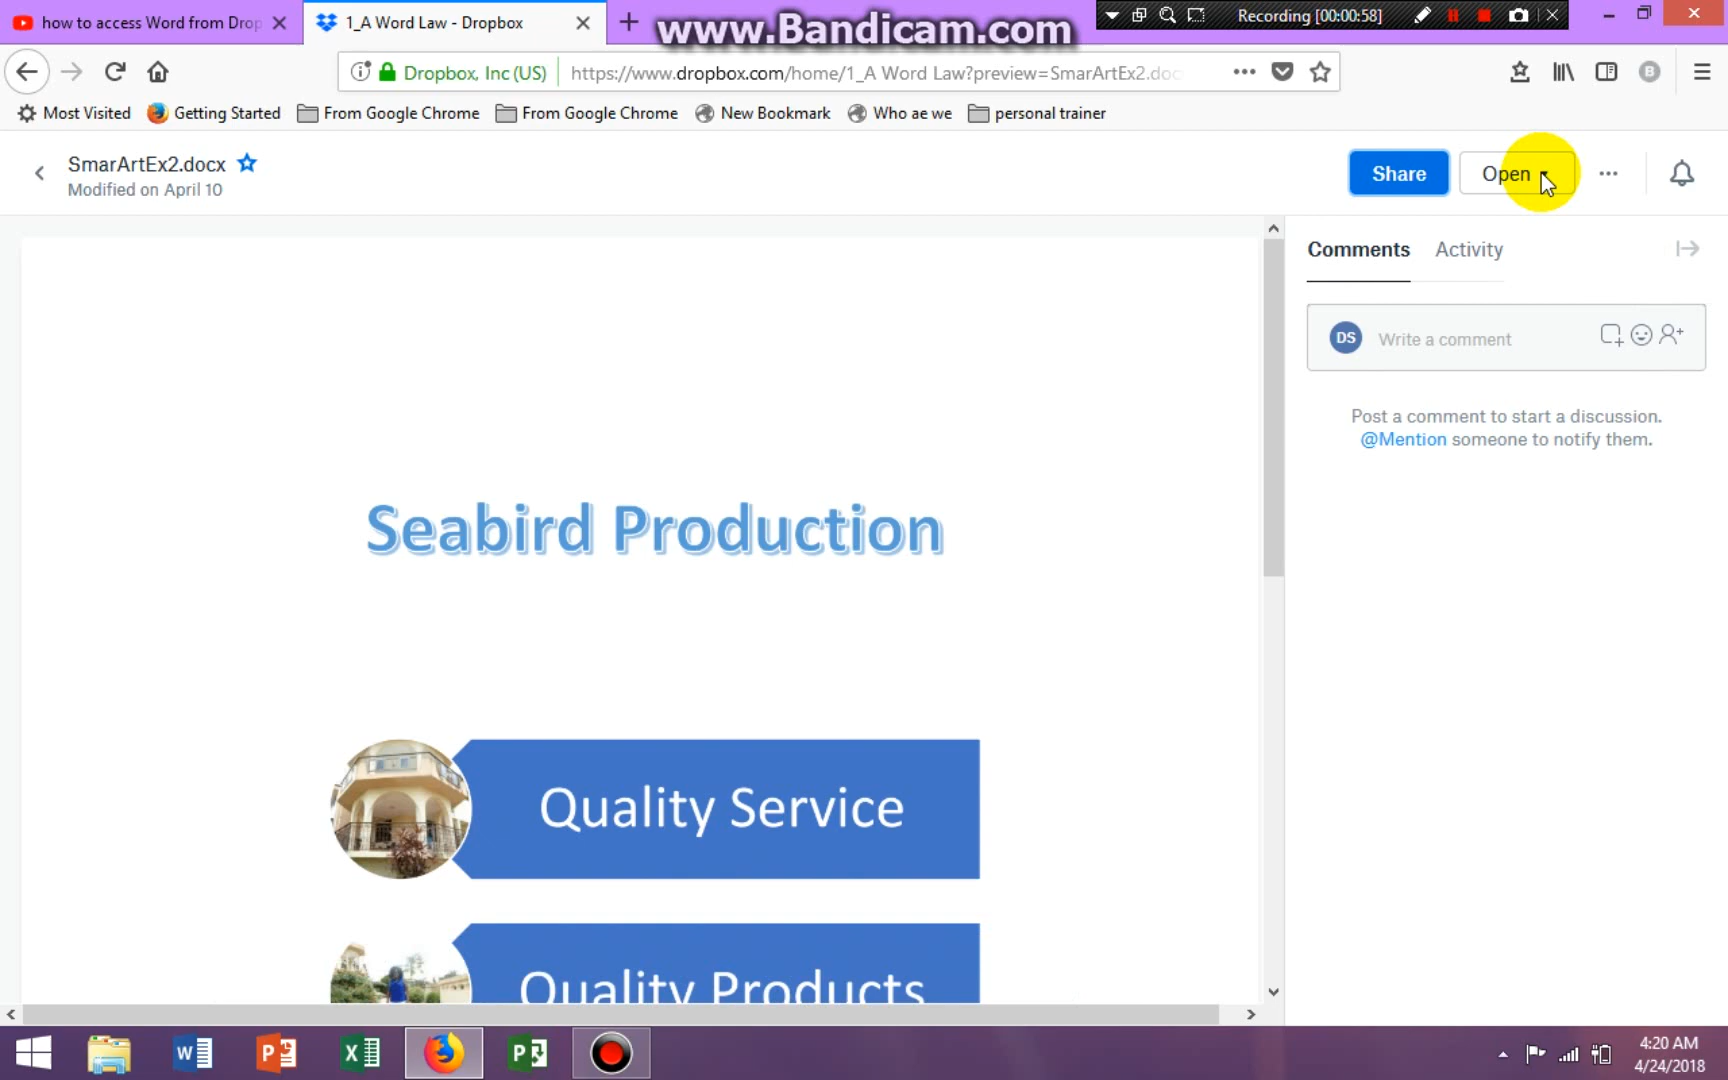 how to access Word from Drop
1_A Word Law - Dropbox
www.Bandicam.com
Recording [00:00:58]
Dropbox, Inc (US)
https://www.dropbox.com/home/1_A Word Law?preview=SmarArtEx2.doc
Most Visited
Getting Started
From Google Chrome
From Google Chrome
New Bookmark
Who ae we
personal trainer
SmarArtEx2.docx
Modified on April 10
Share
Open
Comments
Activity
DS
Write a comment
Post a comment to start a discussion.
@Mention someone to notify them.
Seabird Production
Quality Service
Quality Products
4:20 AM
4/24/2018